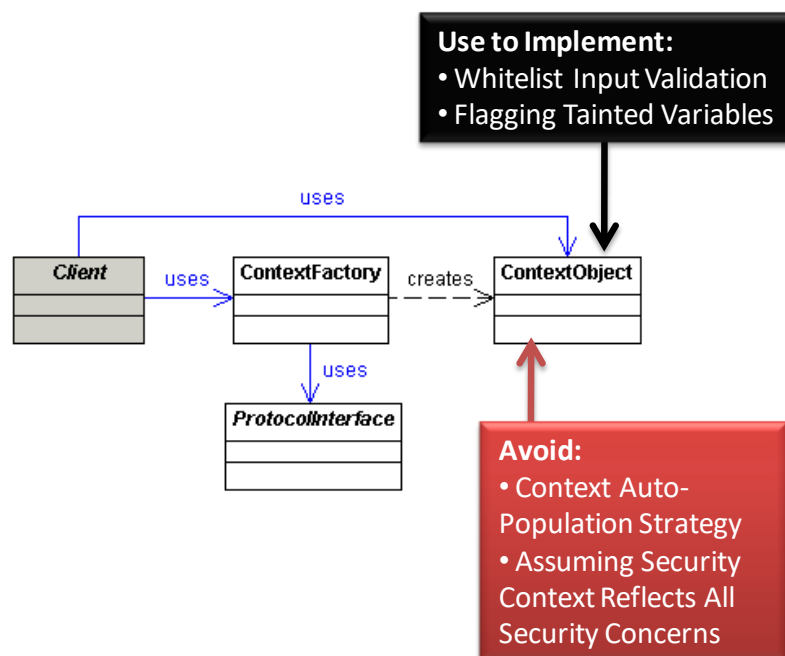 Use to Implement:
• Whitelist Input Validation
• Flagging Tainted Variables
uses
Client
uses
ContextFactory
creates
ContextObject
uses
ProtocolInterface
Avoid:
• Context Auto-
Population Strategy
• Assuming Security
Context Reflects All
Security Concerns